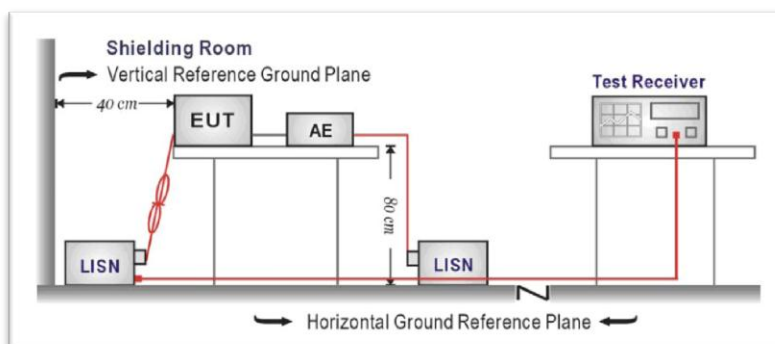 Shielding Room
Vertical Reference Ground Plane
Test Receiver
40 cm
EUT
AE
80 cm
LISN
LISN
Horizontal Ground Reference Plane